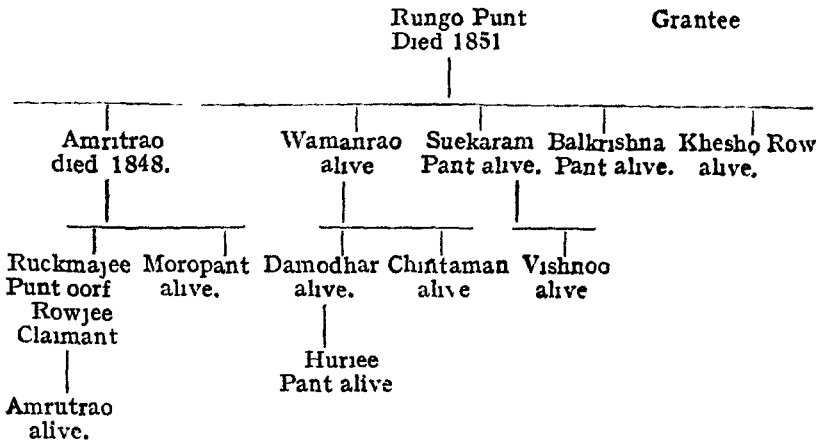 Rungo Punt Grantee
Died 1851
Amritrao Wamanrao Suekaram Balkrishna Khesho Row
died 1848. alive Pant alive. Pant alive. alive.
Ruckmajee Moropant Damodhar Chintaman Vishnoo
Punt oorf alive. alive. alive alive
Rowjee
Claimant
Huriee
Pant alive
Amrutrao
alive.